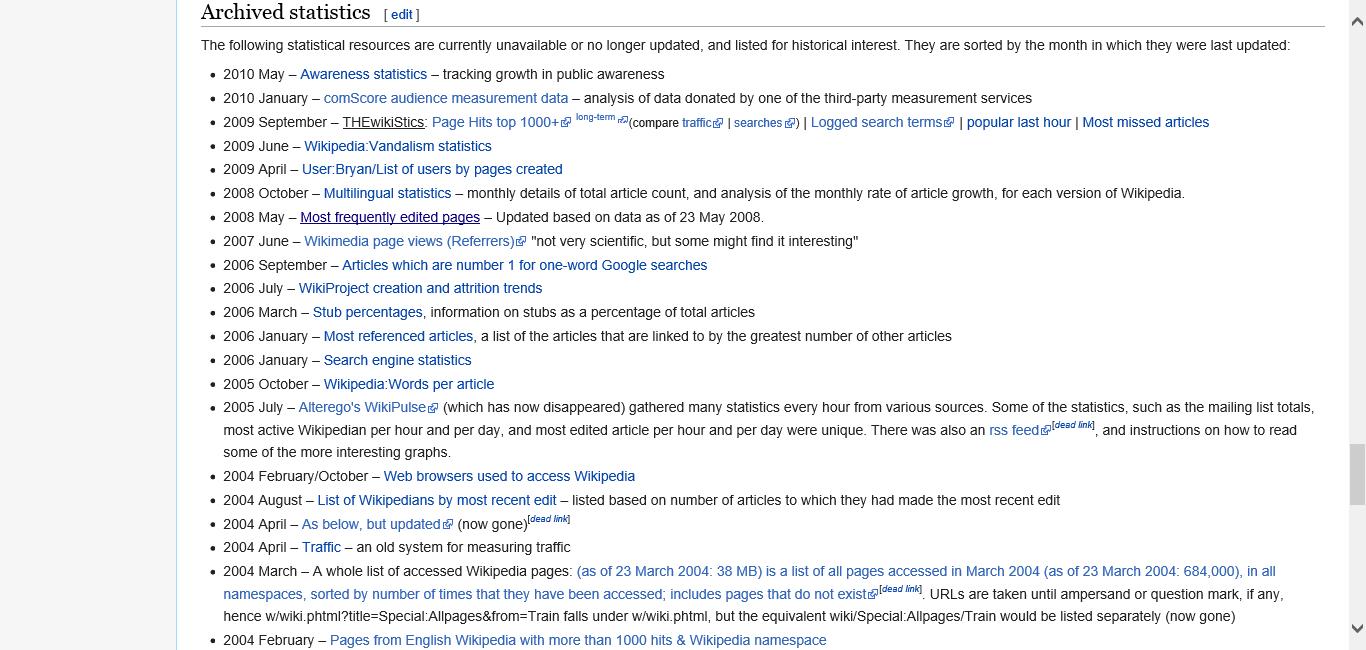 Archived statistics [ edit ]
The following statistical resources are currently unavailable or no longer updated, and listed for historical interest. They are sorted by the month in which they were last updated:
• 2010 May – Awareness statistics – tracking growth in public awareness
• 2010 January – comScore audience measurement data – analysis of data donated by one of the third-party measurement services
• 2009 September – THEwikiStics: Page Hits top 1000+ long-term (compare traffic | searches ) | Logged search terms | popular last hour | Most missed articles
• 2009 June – Wikipedia:Vandalism statistics
• 2009 April – User:Bryan/List of users by pages created
• 2008 October – Multilingual statistics – monthly details of total article count, and analysis of the monthly rate of article growth, for each version of Wikipedia.
• 2008 May – Most frequently edited pages – Updated based on data as of 23 May 2008.
• 2007 June – Wikimedia page views (Referrers) "not very scientific, but some might find it interesting"
• 2006 September – Articles which are number 1 for one-word Google searches
• 2006 July – WikiProject creation and attrition trends
• 2006 March – Stub percentages, information on stubs as a percentage of total articles
• 2006 January – Most referenced articles, a list of the articles that are linked to by the greatest number of other articles
• 2006 January – Search engine statistics
• 2005 October – Wikipedia:Words per article
• 2005 July – Alterego's WikiPulse (which has now disappeared) gathered many statistics every hour from various sources. Some of the statistics, such as the mailing list totals,
most active Wikipedian per hour and per day, and most edited article per hour and per day were unique. There was also an rss feed[dead link], and instructions on how to read
some of the more interesting graphs.
• 2004 February/October – Web browsers used to access Wikipedia
• 2004 August – List of Wikipedians by most recent edit – listed based on number of articles to which they had made the most recent edit
• 2004 April – As below, but updated (now gone)[dead link]
• 2004 April – Traffic – an old system for measuring traffic
• 2004 March – A whole list of accessed Wikipedia pages: (as of 23 March 2004: 38 MB) is a list of all pages accessed in March 2004 (as of 23 March 2004: 684,000), in all
namespaces, sorted by number of times that they have been accessed; includes pages that do not exist[dead link]. URLs are taken until ampersand or question mark, if any,
hence w/wiki.phtml?title=Special:Allpages&from=Train falls under w/wiki.phtml, but the equivalent wiki/Special:Allpages/Train would be listed separately (now gone)
• 2004 February – Pages from English Wikipedia with more than 1000 hits & Wikipedia namespace